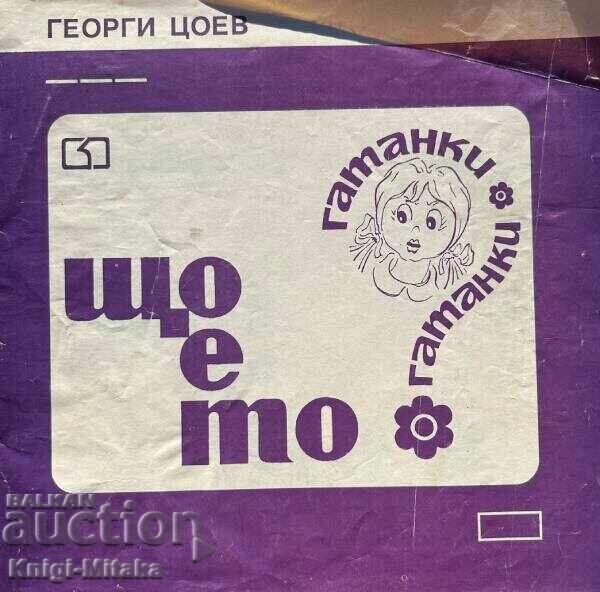 ГЕОРГИ ЦОЕВ
гатанки
гатанки
що
е
то
BALKAN
auction
Knigi-Mitaka